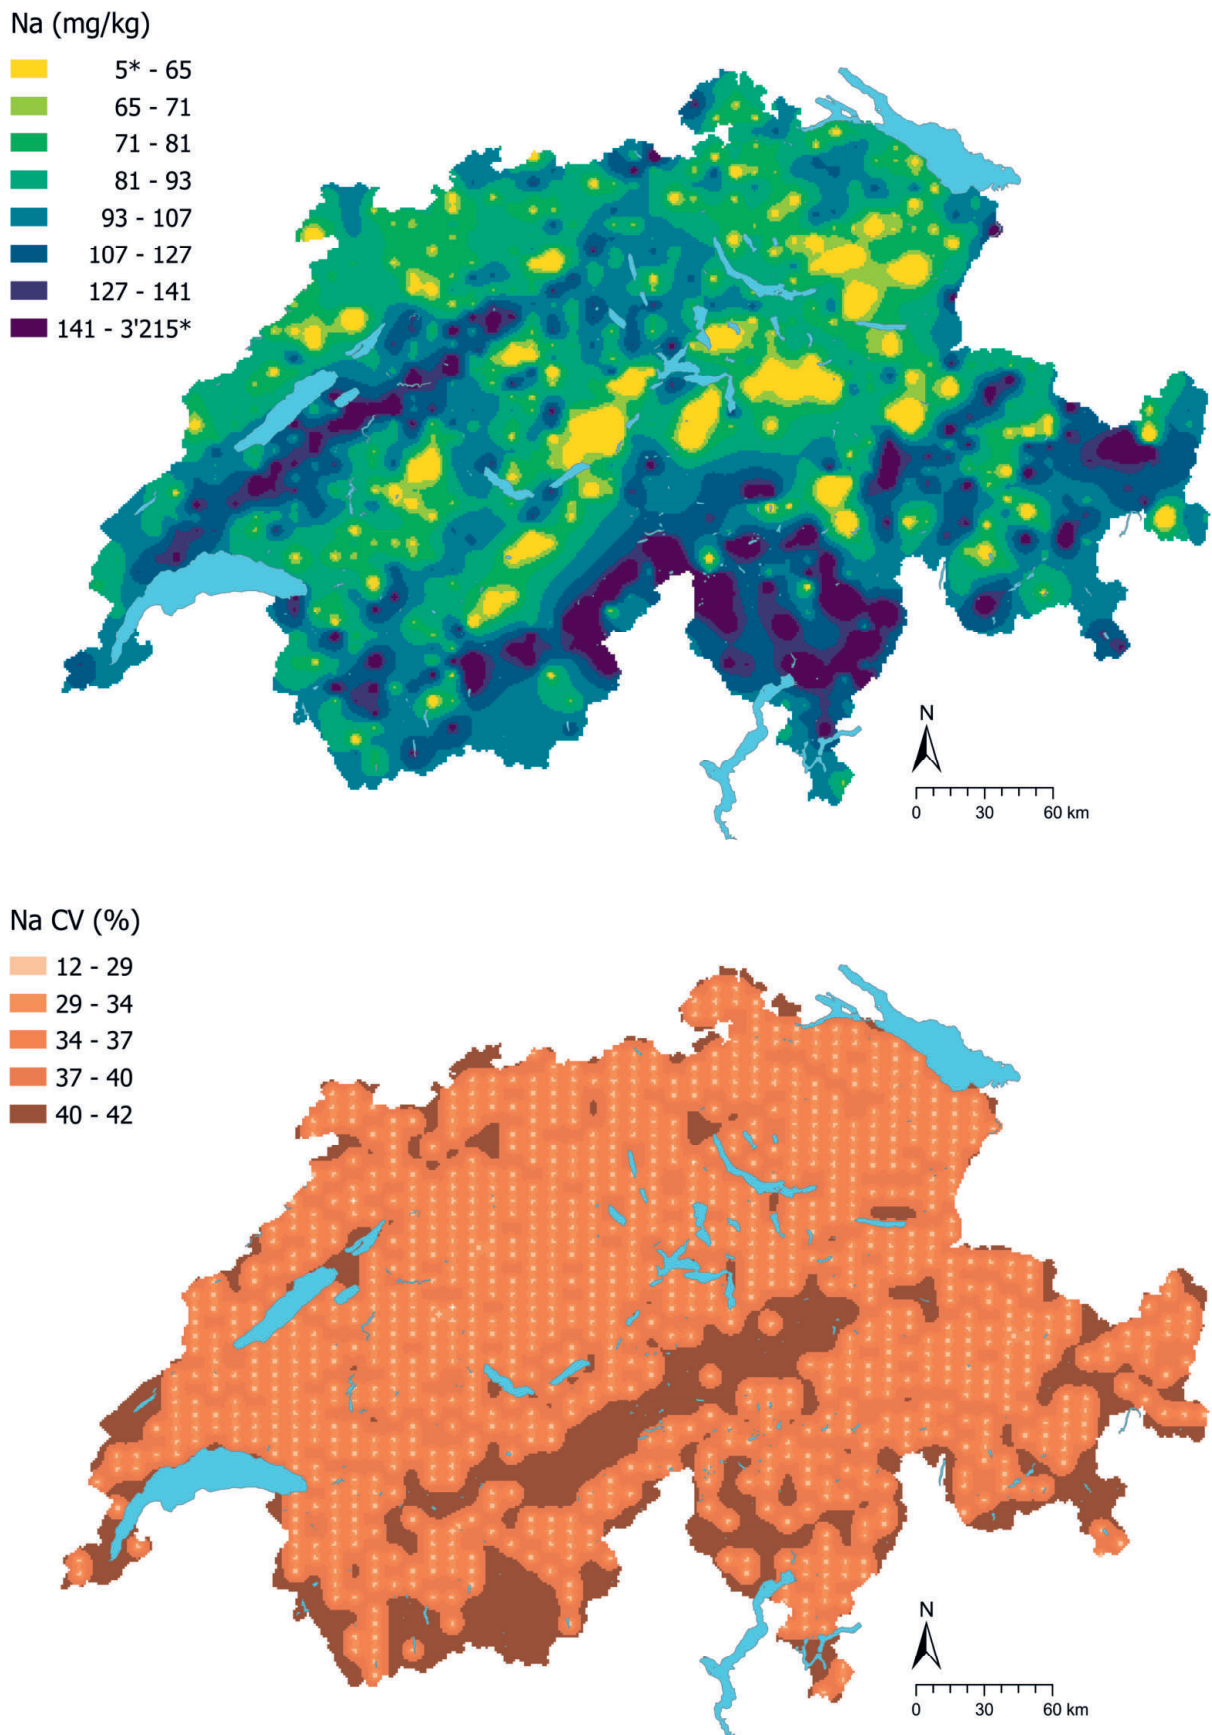 Na (mg/kg)
5* - 65
65 - 71
71 - 81
81 - 93
93 - 107
107 - 127
127 - 141
141 - 3'215*
N
0 30 60 km
Na CV (%)
12 - 29
29 - 34
34 - 37
37 - 40
40 - 42
N
0 30 60 km